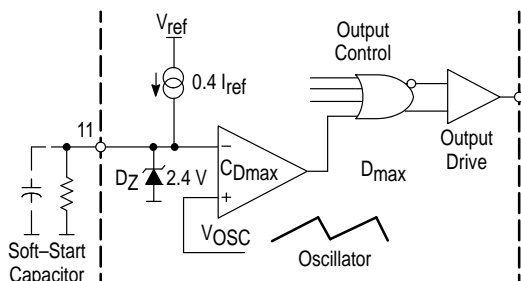 Vref
0.4 Iref
Output
Control
11
DZ
2.4 V
CDmax
–
+
Dmax
Output
Drive
VOSC
Oscillator
Soft–Start
Capacitor